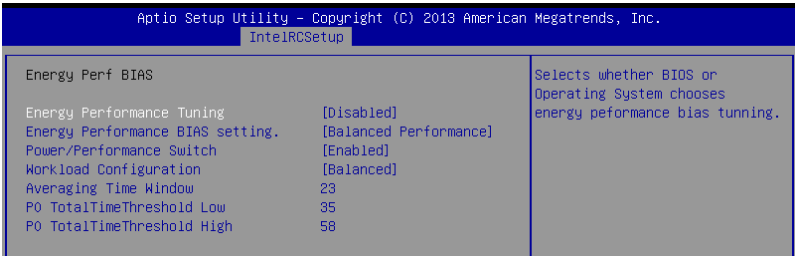 Aptio Setup Utility – Copyright (C) 2013 American Megatrends, Inc.
IntelRCSetup
Energy Perf BIAS
Energy Performance Tuning [Disabled]
Energy Performance BIAS setting. [Balanced Performance]
Power/Performance Switch [Enabled]
Workload Configuration [Balanced]
Averaging Time Window 23
P0 TotalTimeThreshold Low 35
P0 TotalTimeThreshold High 58
Selects whether BIOS or
Operating System chooses
energy peformance bias tunning.